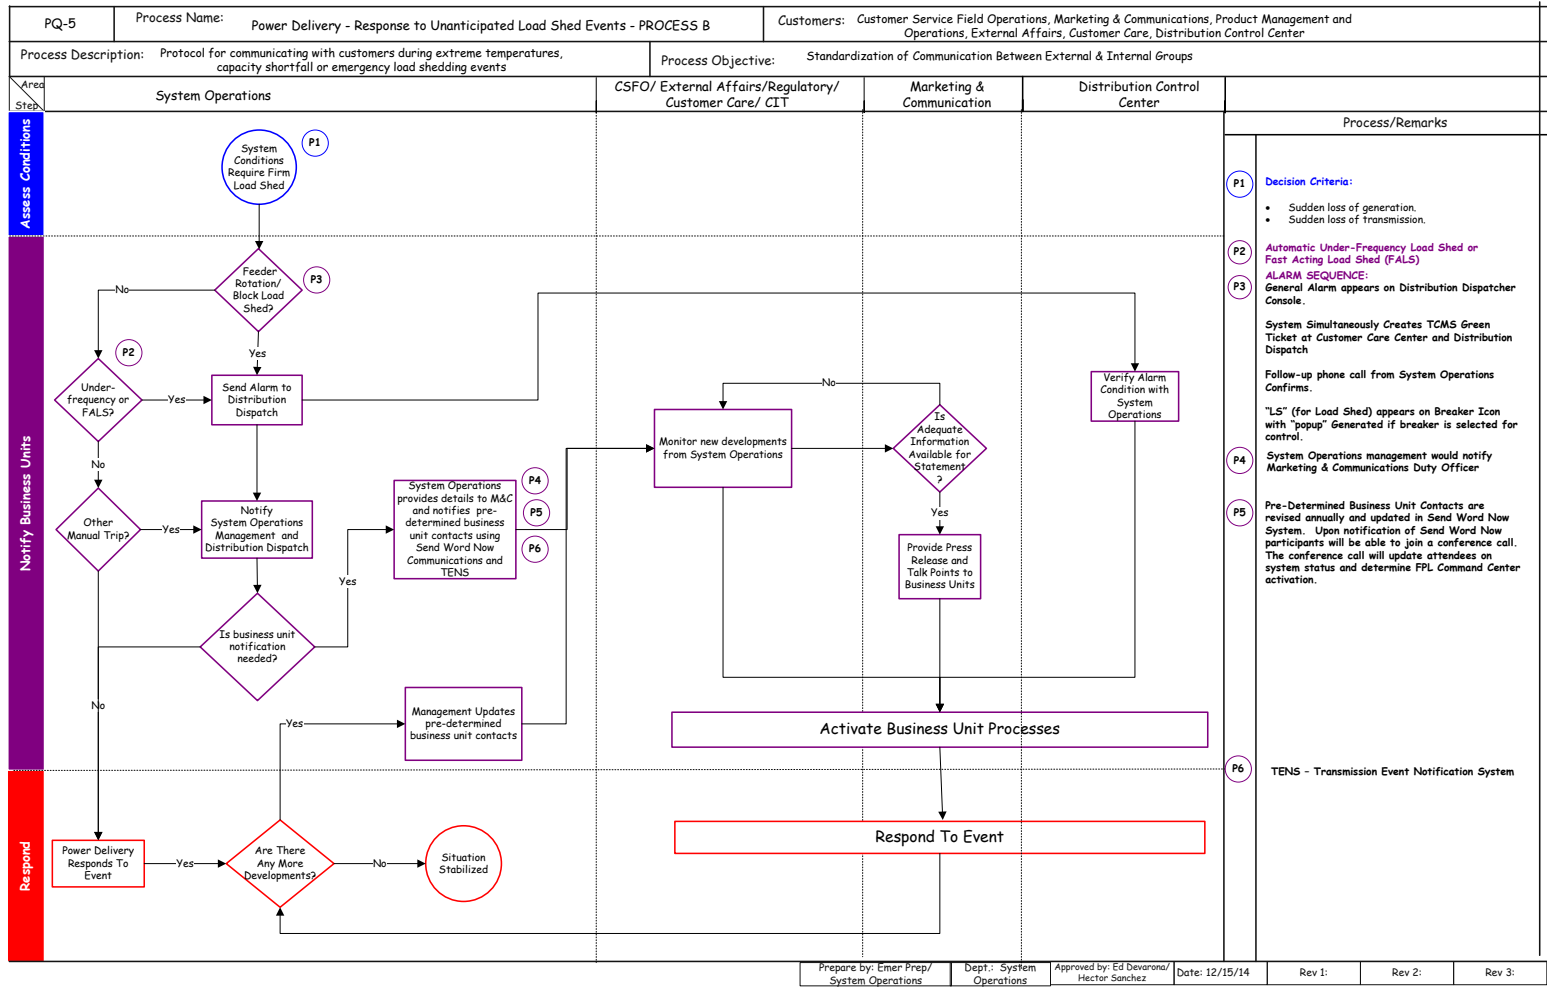 PQ-5
Process Name:
Power Delivery - Response to Unanticipated Load Shed Events - PROCESS B
Customers:
Customer Service Field Operations, Marketing & Communications, Product Management and
Operations, External Affairs, Customer Care, Distribution Control Center
Process Description:
Protocol for communicating with customers during extreme temperatures,
capacity shortfall or emergency load shedding events
Process Objective:
Standardization of Communication Between External & Internal Groups
Area
Step
System Operations
CSFO/ External Affairs/Regulatory/
Customer Care/ CIT
Marketing &
Communication
Distribution Control
Center
Process/Remarks
Assess Conditions
System
Conditions
Require Firm
Load Shed
P1
Notify Business Units
Feeder
Rotation/
Block Load
Shed?
P3
No
Yes
P2
Under-
frequency or
FALS?
Yes
Send Alarm to
Distribution
Dispatch
No
Other
Manual Trip?
Yes
Notify
System Operations
Management and
Distribution Dispatch
System Operations
provides details to M&C
and notifies pre-
determined business
unit contacts using
Send Word Now
Communications and
TENS
P4
P5
P6
Yes
Is business unit
notification
needed?
No
Yes
Management Updates
pre-determined
business unit contacts
Monitor new developments
from System Operations
No
Is
Adequate
Information
Available for
Statement
?
Yes
Provide Press
Release and
Talk Points to
Business Units
Verify Alarm
Condition with
System
Operations
Activate Business Unit Processes
Respond
Power Delivery
Responds To
Event
Yes
Are There
Any More
Developments?
No
Situation
Stabilized
Respond To Event
P1
Decision Criteria:
• Sudden loss of generation.
• Sudden loss of transmission.
P2
Automatic Under-Frequency Load Shed or
Fast Acting Load Shed (FALS)
P3
ALARM SEQUENCE:
General Alarm appears on Distribution Dispatcher
Console.
System Simultaneously Creates TCMS Green
Ticket at Customer Care Center and Distribution
Dispatch
Follow-up phone call from System Operations
Confirms.
“LS” (for Load Shed) appears on Breaker Icon
with “popup” Generated if breaker is selected for
control.
P4
System Operations management would notify
Marketing & Communications Duty Officer
P5
Pre-Determined Business Unit Contacts are
revised annually and updated in Send Word Now
System. Upon notification of Send Word Now
participants will be able to join a conference call.
The conference call will update attendees on
system status and determine FPL Command Center
activation.
P6
TENS - Transmission Event Notification System
Prepare by: Emer Prep/
System Operations
Dept.: System
Operations
Approved by: Ed Devarona/
Hector Sanchez
Date: 12/15/14
Rev 1:
Rev 2:
Rev 3: